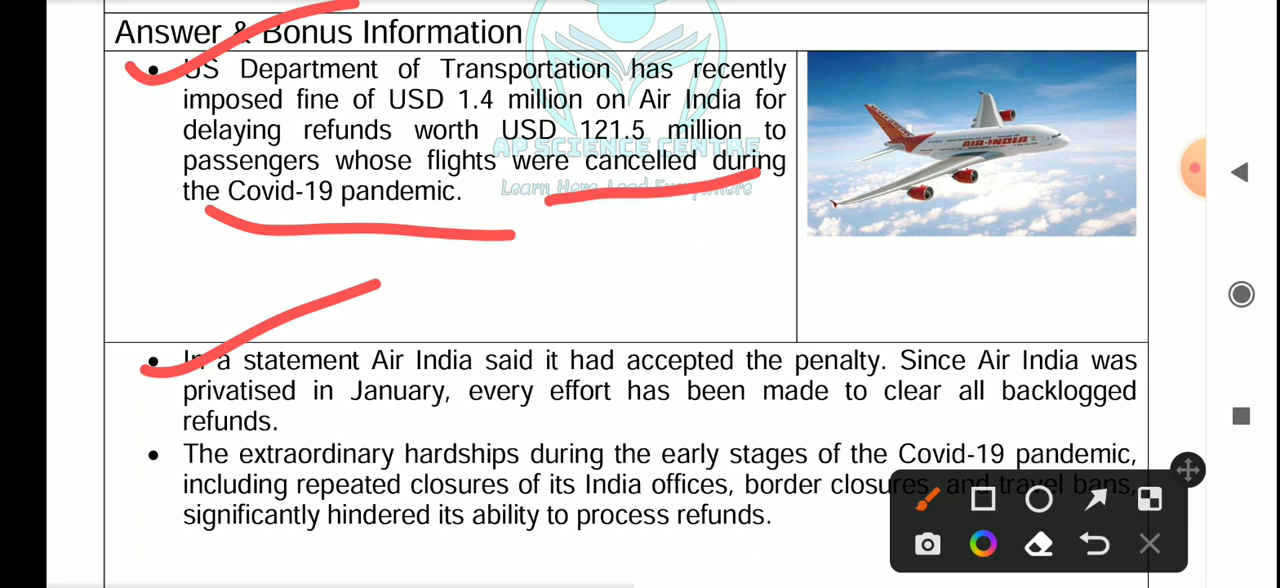 Answer & Bonus Information
• US Department of Transportation has recently
imposed fine of USD 1.4 million on Air India for
delaying refunds worth USD 121.5 million to
passengers whose flights were cancelled during
the Covid-19 pandemic.
AP SCIENCE CENTRE
Learn Here Lead Everywhere
AIR-INDIA
• In a statement Air India said it had accepted the penalty. Since Air India was
privatised in January, every effort has been made to clear all backlogged
refunds.
• The extraordinary hardships during the early stages of the Covid-19 pandemic,
including repeated closures of its India offices, border closures, and travel bans,
significantly hindered its ability to process refunds.